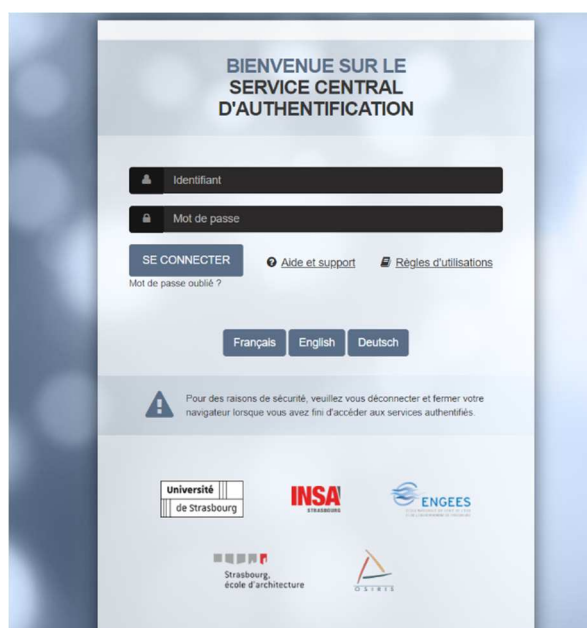 BIENVENUE SUR LE
SERVICE CENTRAL
D'AUTHENTIFICATION
Identifiant
Mot de passe
SE CONNECTER
Aide et support
Règles d'utilisations
Mot de passe oublié ?
Français
English
Deutsch
Pour des raisons de sécurité, veuillez vous déconnecter et fermer votre
navigateur lorsque vous avez fini d'accéder aux services authentifiés.
Université
de Strasbourg
INSA
STRASBOURG
ENGEES
Strasbourg,
école d'architecture
OSIRIS